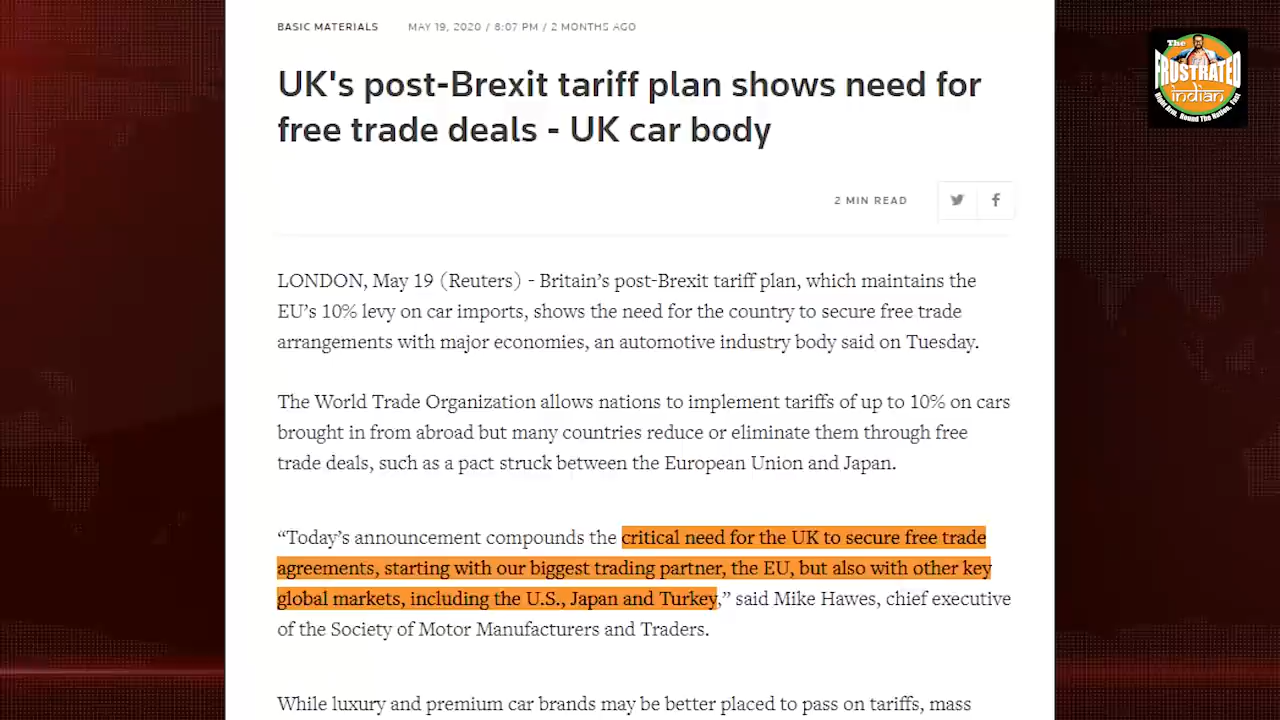 BASIC MATERIALS MAY 19, 2020 / 6:07 PM / 2 MONTHS AGO
The
FRUSTRATED
indian
Right Arm. Round The Nation. Fast
UK's post-Brexit tariff plan shows need for
free trade deals - UK car body
2 MIN READ
LONDON, May 19 (Reuters) - Britain’s post-Brexit tariff plan, which maintains the
EU’s 10% levy on car imports, shows the need for the country to secure free trade
arrangements with major economies, an automotive industry body said on Tuesday.
The World Trade Organization allows nations to implement tariffs of up to 10% on cars
brought in from abroad but many countries reduce or eliminate them through free
trade deals, such as a pact struck between the European Union and Japan.
“Today’s announcement compounds the critical need for the UK to secure free trade
agreements, starting with our biggest trading partner, the EU, but also with other key
global markets, including the U.S., Japan and Turkey,” said Mike Hawes, chief executive
of the Society of Motor Manufacturers and Traders.
While luxury and premium car brands may be better placed to pass on tariffs, mass